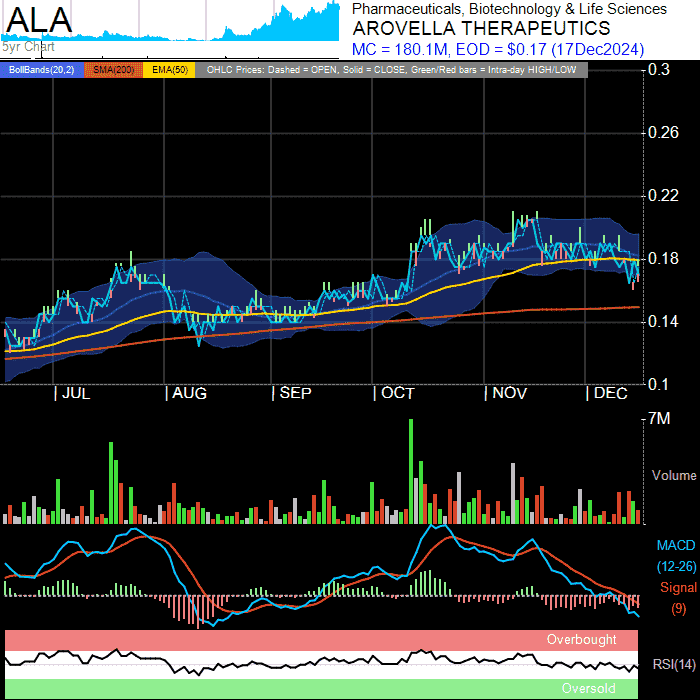 ALA
5yr Chart
Pharmaceuticals, Biotechnology & Life Sciences
AROVELLA THERAPEUTICS
MC = 180.1M, EOD = $0.17 (17Dec2024)
BollBands(20,2) SMA(200) EMA(50) OHLC Prices: Dashed = OPEN, Solid = CLOSE, Green/Red bars = Intra-day HIGH/LOW
0.3
0.26
0.22
0.18
0.14
0.1
| JUL | AUG | SEP | OCT | NOV | DEC
7M
Volume
MACD
(12-26)
Signal
(9)
Overbought
RSI(14)
Oversold